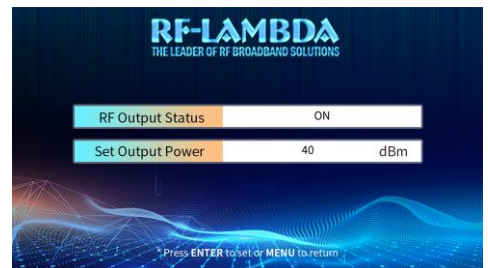 RF-LAMBDA
THE LEADER OF RF BROADBAND SOLUTIONS
RF Output Status ON
Set Output Power 40 dBm
* Press ENTER to set or MENU to return